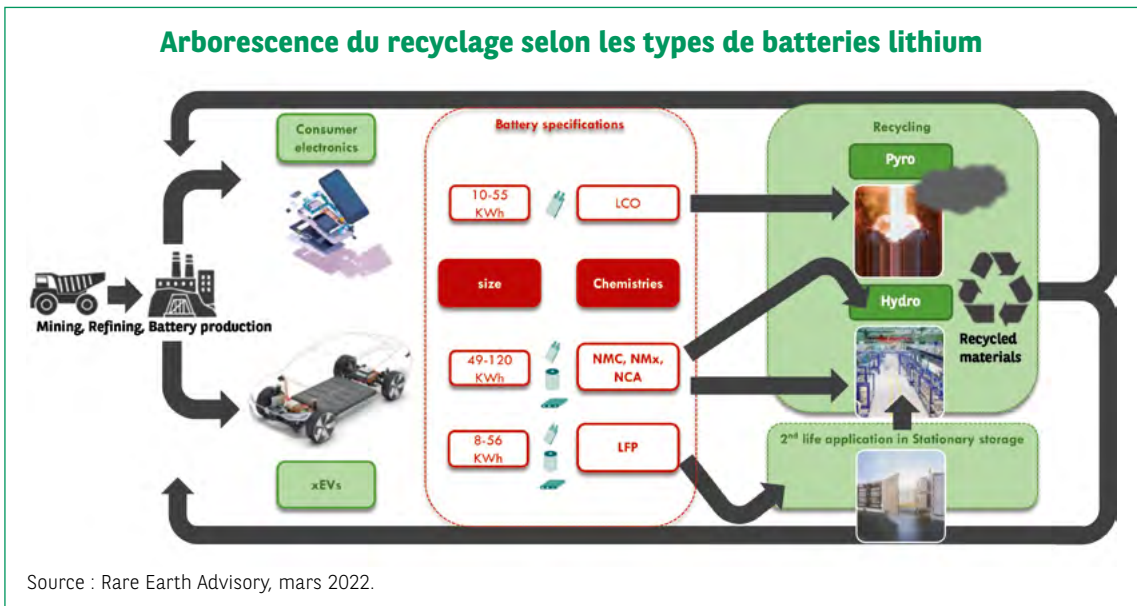 Arborescence du recyclage selon les types de batteries lithium
Consumer
electronics
Battery specifications
Recycling
Pyro
10-55
KWh
LCO
size
Chemistries
Hydro
Mining, Refining, Battery production
Recycled
materials
49-120
KWh
NMC, NMx,
NCA
8-56
KWh
LFP
2nd life application in Stationary storage
xEVs
Source : Rare Earth Advisory, mars 2022.